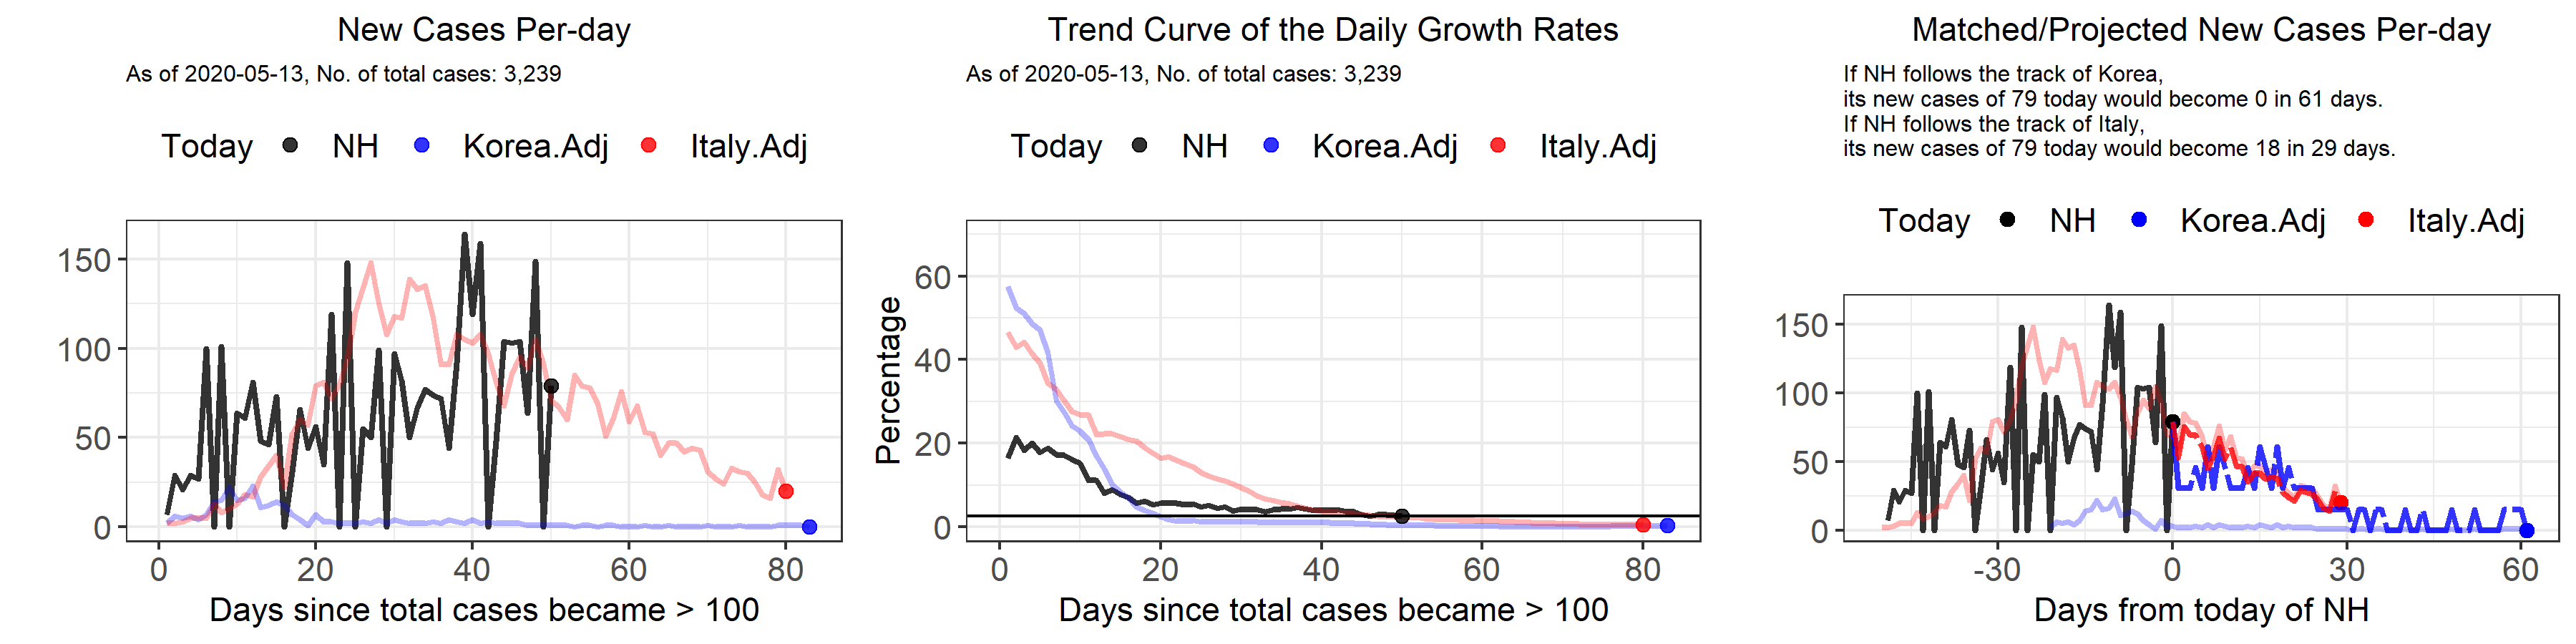 New Cases Per-day
As of 2020-05-13, No. of total cases: 3,239
Today NH Korea.Adj Italy.Adj
150
100
50
0
0 20 40 60 80
Days since total cases became > 100
Trend Curve of the Daily Growth Rates
As of 2020-05-13, No. of total cases: 3,239
Today NH Korea.Adj Italy.Adj
Percentage
60
40
20
0
0 20 40 60 80
Days since total cases became > 100
Matched/Projected New Cases Per-day
If NH follows the track of Korea,
its new cases of 79 today would become 0 in 61 days.
If NH follows the track of Italy,
its new cases of 79 today would become 18 in 29 days.
Today NH Korea.Adj Italy.Adj
150
100
50
0
-30 0 30 60
Days from today of NH